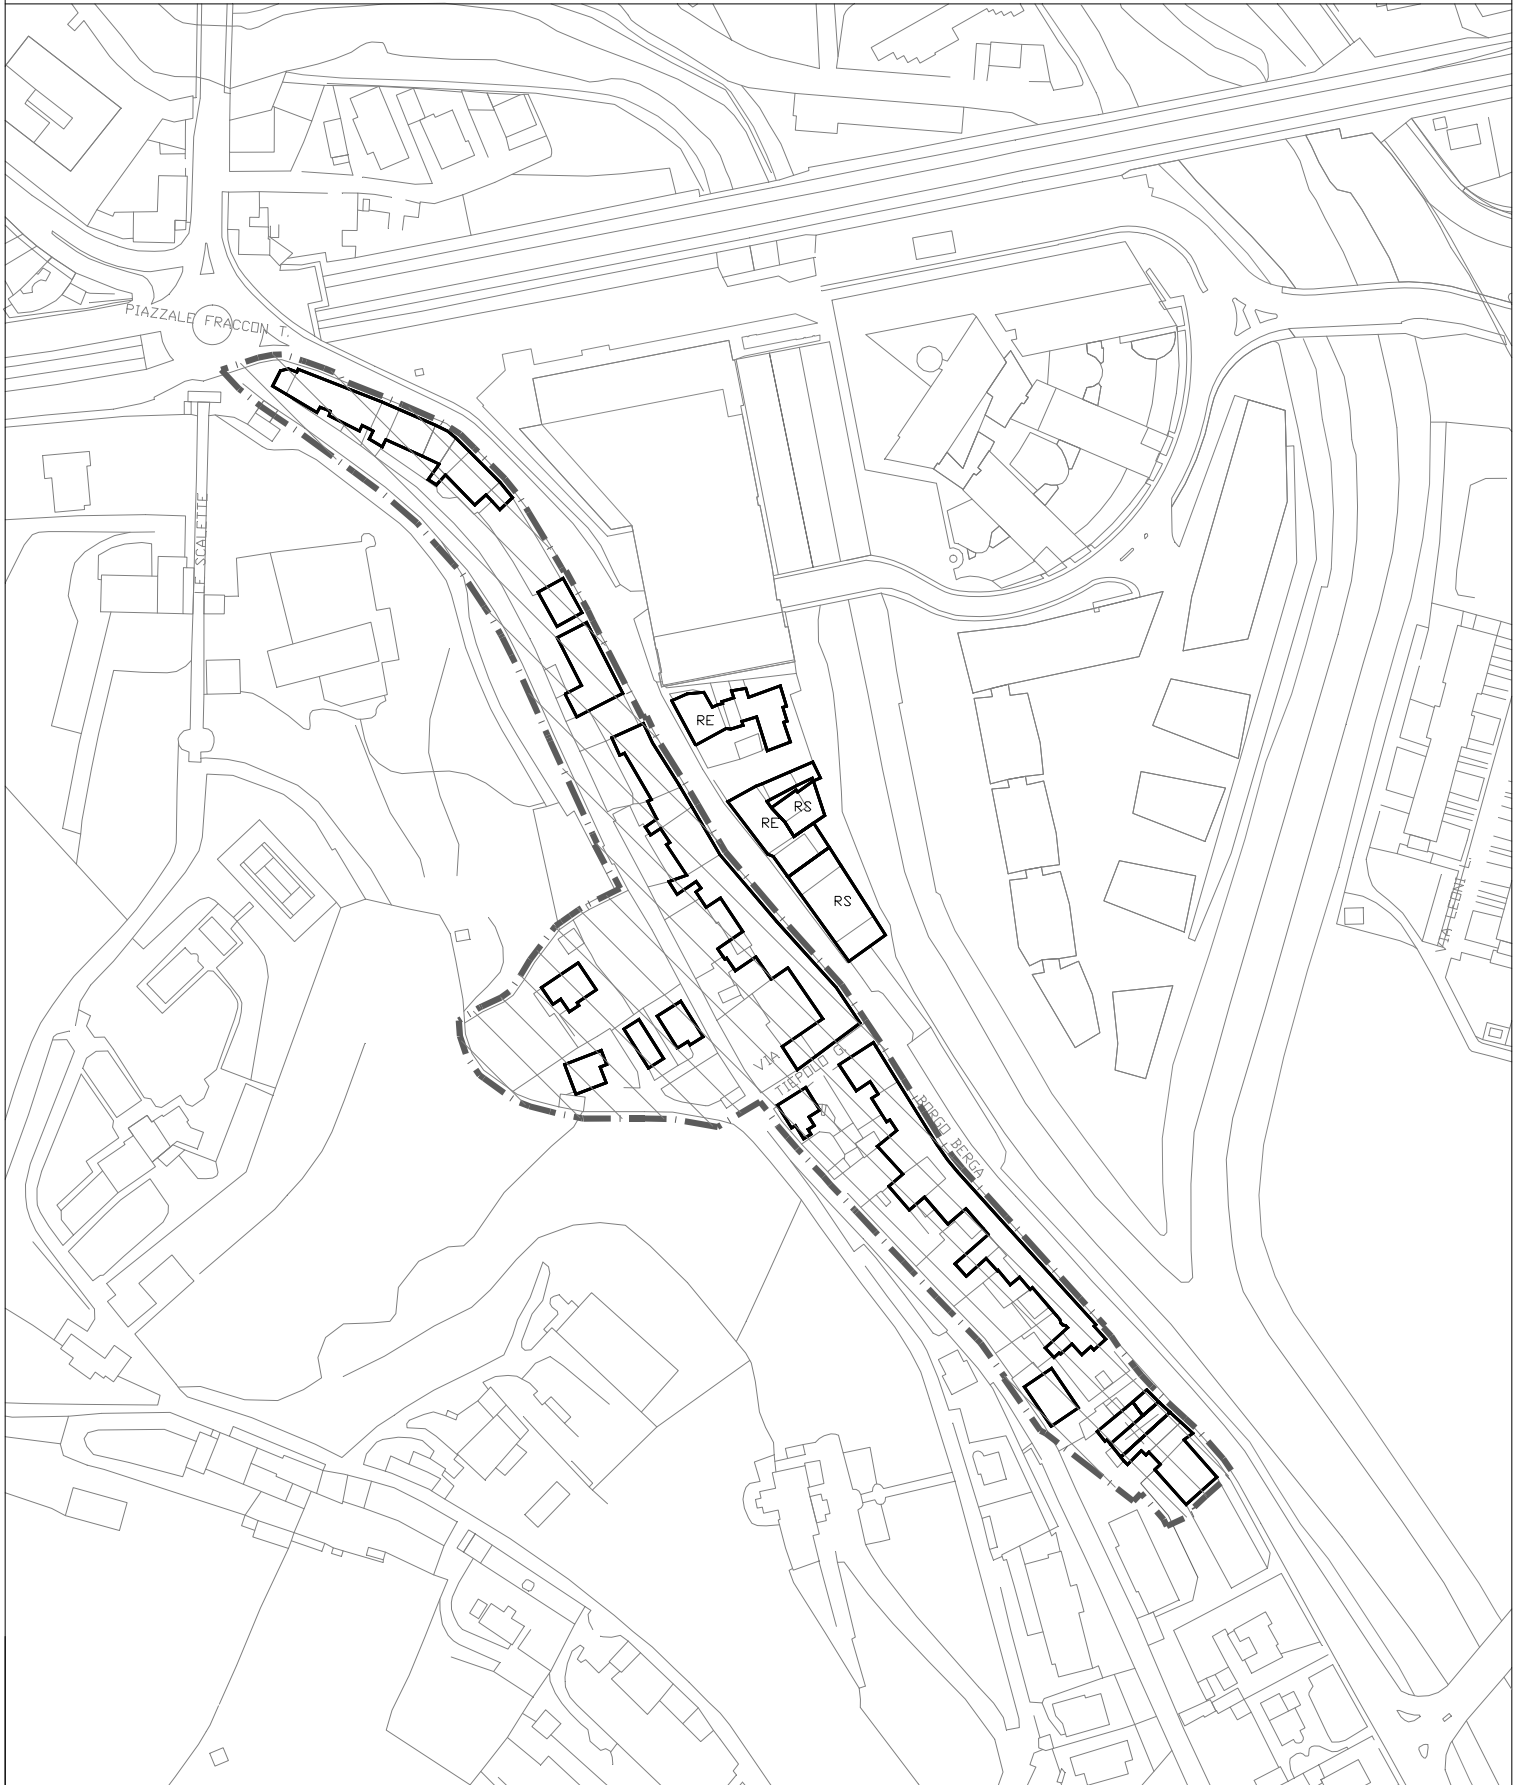 PIAZZALE FRACCON T.
LE SCALETTE
RE
RS
RE
RS
VIA LEONI
VIA
TIEPOLO G.
BORGO BERGA